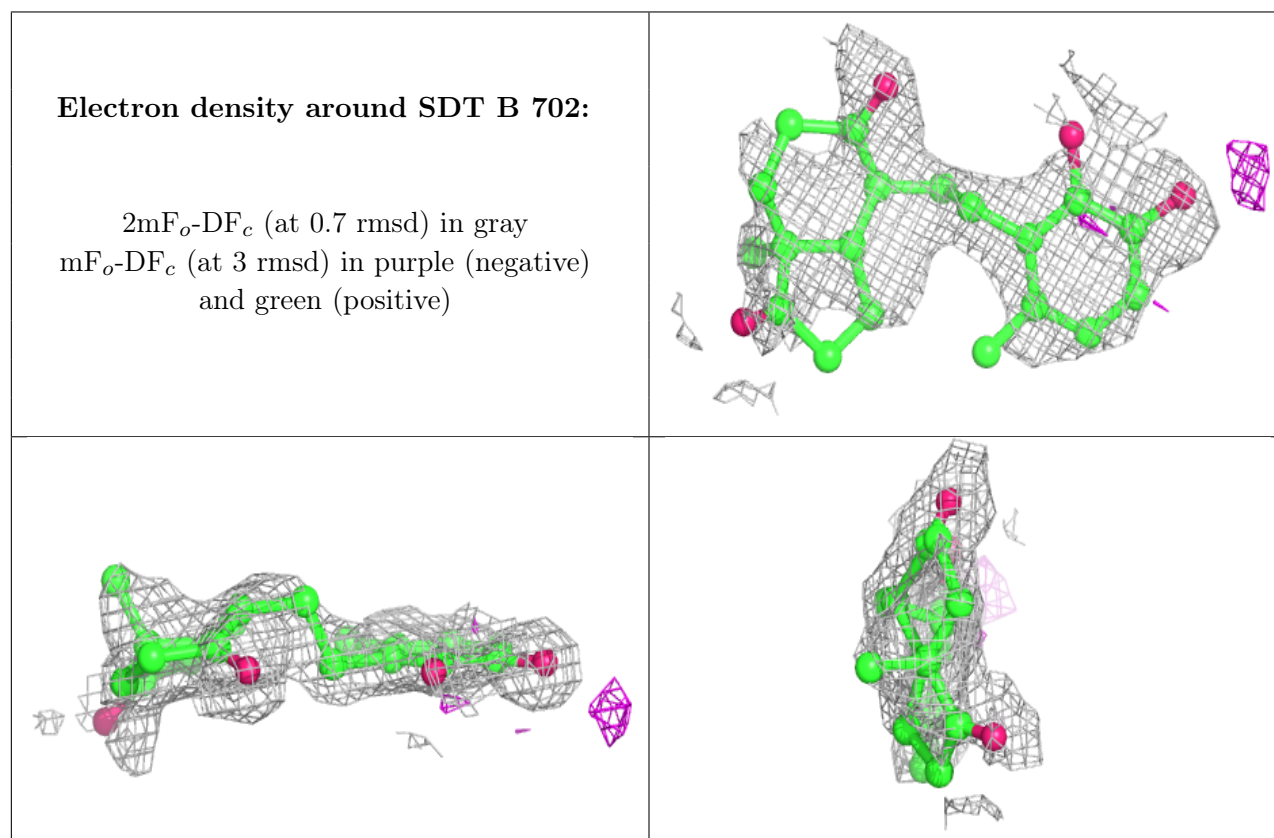 Electron density around SDT B 702:
2mFo-DFc (at 0.7 rmsd) in gray
mFo-DFc (at 3 rmsd) in purple (negative)
and green (positive)